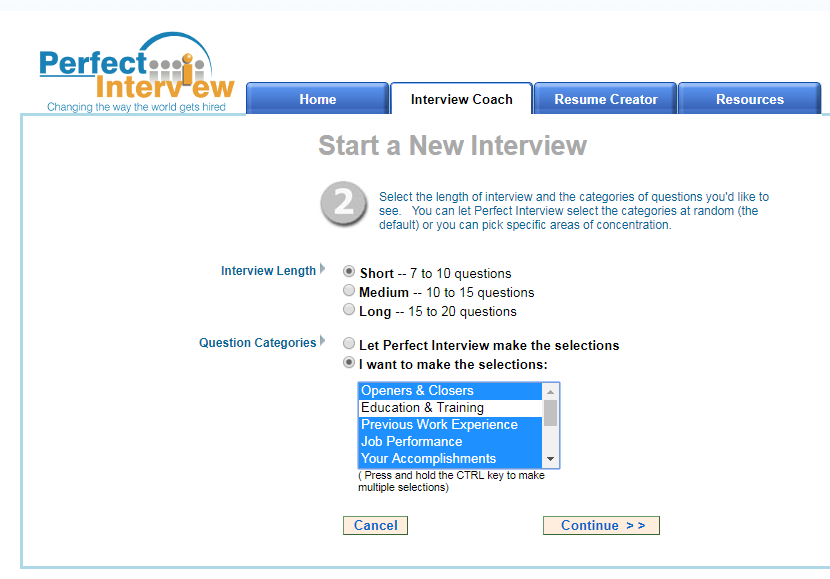 Perfect
Interview
Changing the way the world gets hired
Home
Interview Coach
Resume Creator
Resources
Start a New Interview
2
Select the length of interview and the categories of questions you'd like to
see. You can let Perfect Interview select the categories at random (the
default) or you can pick specific areas of concentration.
Interview Length
Short -- 7 to 10 questions
Medium -- 10 to 15 questions
Long -- 15 to 20 questions
Question Categories
Let Perfect Interview make the selections
I want to make the selections:
Openers & Closers
Education & Training
Previous Work Experience
Job Performance
Your Accomplishments
( Press and hold the CTRL key to make
multiple selections)
Cancel
Continue > >